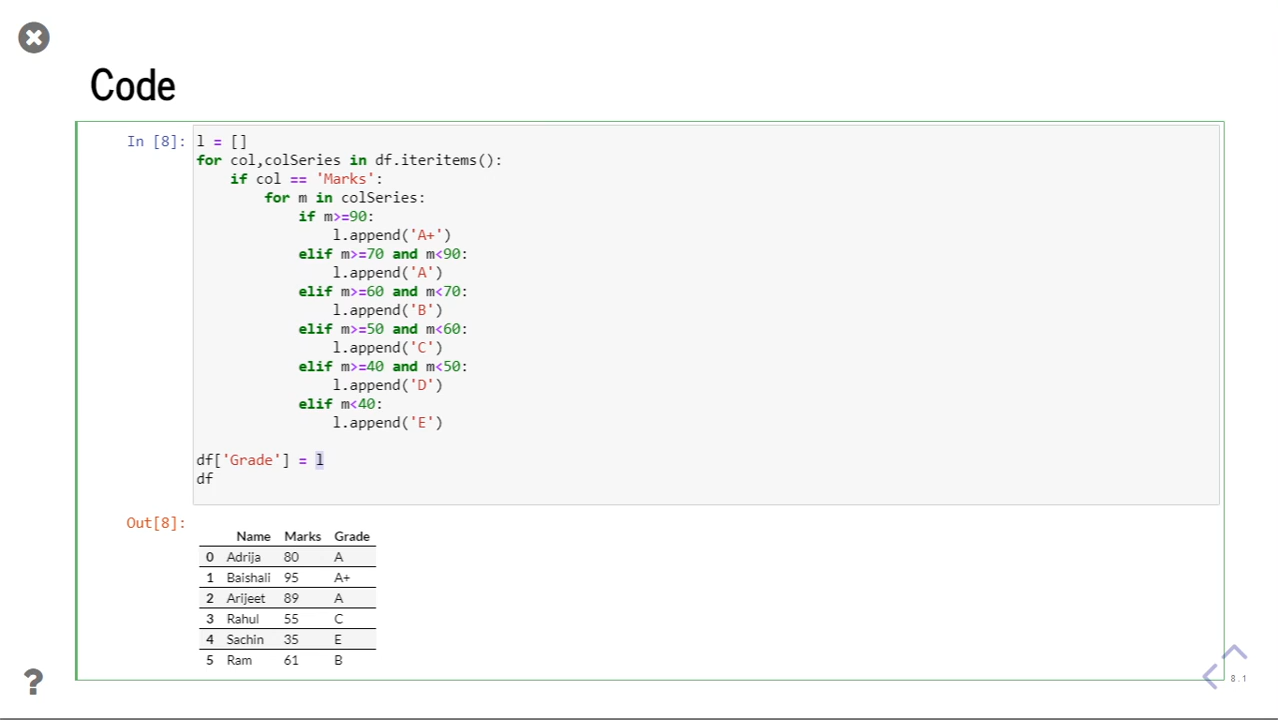 Code
In [8]: l = []
for col,colSeries in df.iteritems():
    if col == 'Marks':
        for m in colSeries:
            if m>=90:
                l.append('A+')
            elif m>=70 and m<90:
                l.append('A')
            elif m>=60 and m<70:
                l.append('B')
            elif m>=50 and m<60:
                l.append('C')
            elif m>=40 and m<50:
                l.append('D')
            elif m<40:
                l.append('E')
df['Grade'] = l
df
Out[8]:
Name Marks Grade
0 Adrija 80 A
1 Baishali 95 A+
2 Arijeet 89 A
3 Rahul 55 C
4 Sachin 35 E
5 Ram 61 B
?
8.1